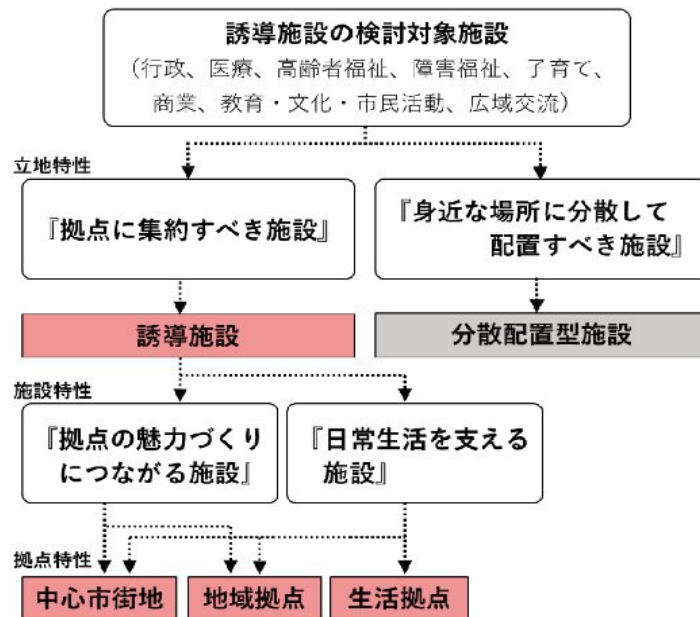 誘導施設の検討対象施設
（行政、医療、高齢者福祉、障害福祉、子育て、
商業、教育・文化・市民活動、広域交流）
立地特性
『拠点に集約すべき施設』
『身近な場所に分散して
配置すべき施設』
誘導施設
分散配置型施設
施設特性
『拠点の魅力づくり
につながる施設』
『日常生活を支える
施設』
拠点特性
中心市街地
地域拠点
生活拠点